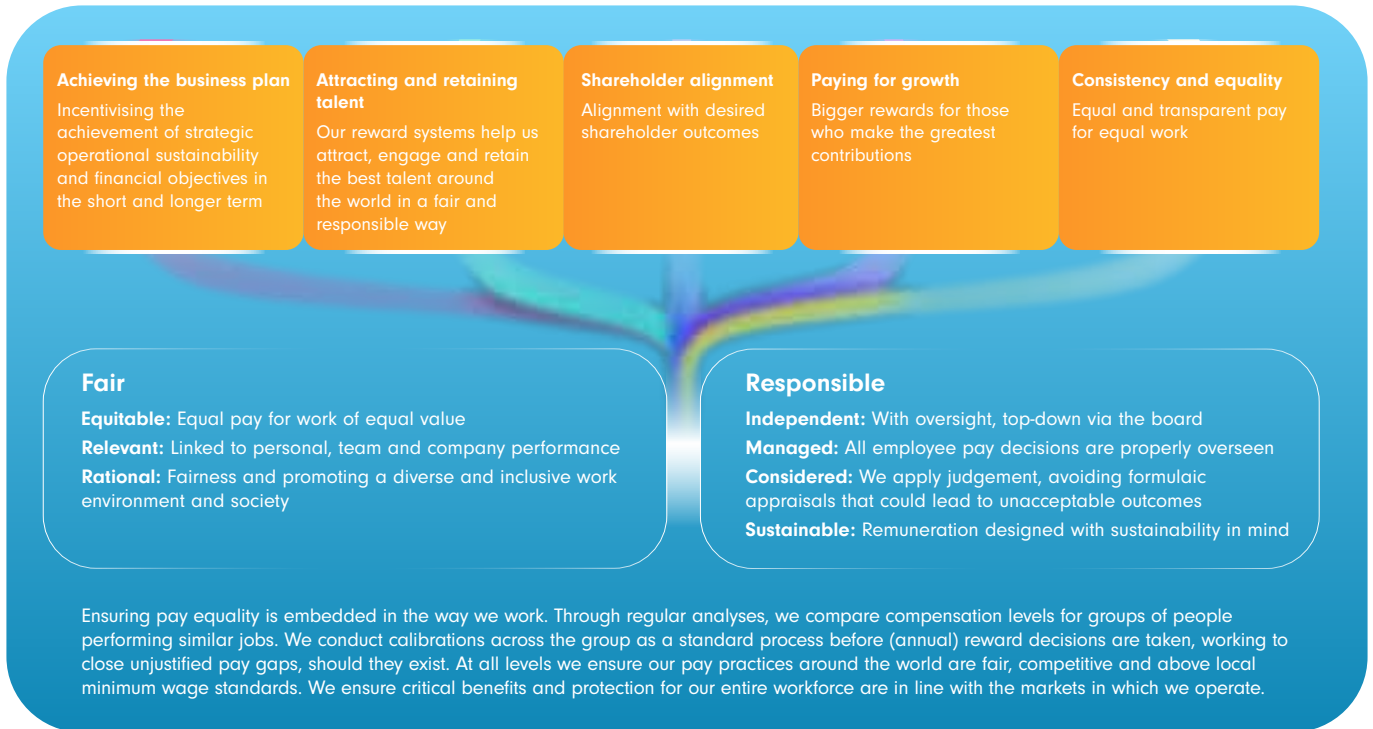 Achieving the business plan
Incentivising the
achievement of strategic
operational sustainability
and financial objectives in
the short and longer term
Attracting and retaining
talent
Our reward systems help us
attract, engage and retain
the best talent around
the world in a fair and
responsible way
Shareholder alignment
Alignment with desired
shareholder outcomes
Paying for growth
Bigger rewards for those
who make the greatest
contributions
Consistency and equality
Equal and transparent pay
for equal work
Fair
Equitable: Equal pay for work of equal value
Relevant: Linked to personal, team and company performance
Rational: Fairness and promoting a diverse and inclusive work
environment and society
Responsible
Independent: With oversight, top-down via the board
Managed: All employee pay decisions are properly overseen
Considered: We apply judgement, avoiding formulaic
appraisals that could lead to unacceptable outcomes
Sustainable: Remuneration designed with sustainability in mind
Ensuring pay equality is embedded in the way we work. Through regular analyses, we compare compensation levels for groups of people
performing similar jobs. We conduct calibrations across the group as a standard process before (annual) reward decisions are taken, working to
close unjustified pay gaps, should they exist. At all levels we ensure our pay practices around the world are fair, competitive and above local
minimum wage standards. We ensure critical benefits and protection for our entire workforce are in line with the markets in which we operate.